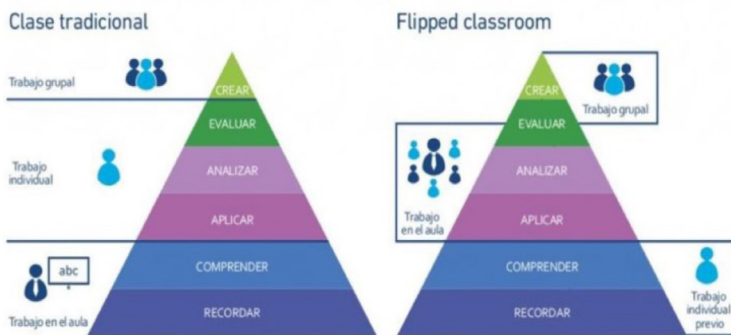 Clase tradicional
Trabajo grupal
Trabajo
individual
abc
Trabajo en el aula
CREAR
EVALUAR
ANALIZAR
APLICAR
COMPRENDER
RECORDAR
Flipped classroom
CREAR
EVALUAR
ANALIZAR
APLICAR
COMPRENDER
RECORDAR
Trabajo grupal
Trabajo
en el aula
Trabajo
individual
previo